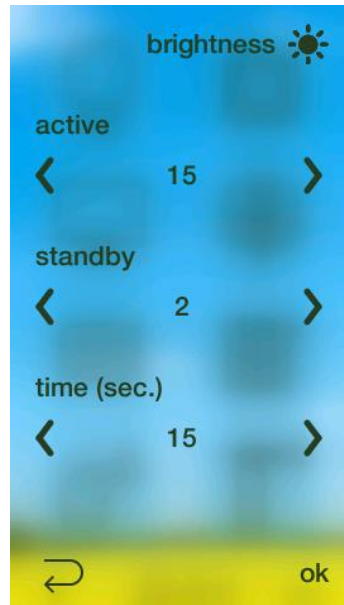 brightness
active
15
standby
2
time (sec.)
15
ok